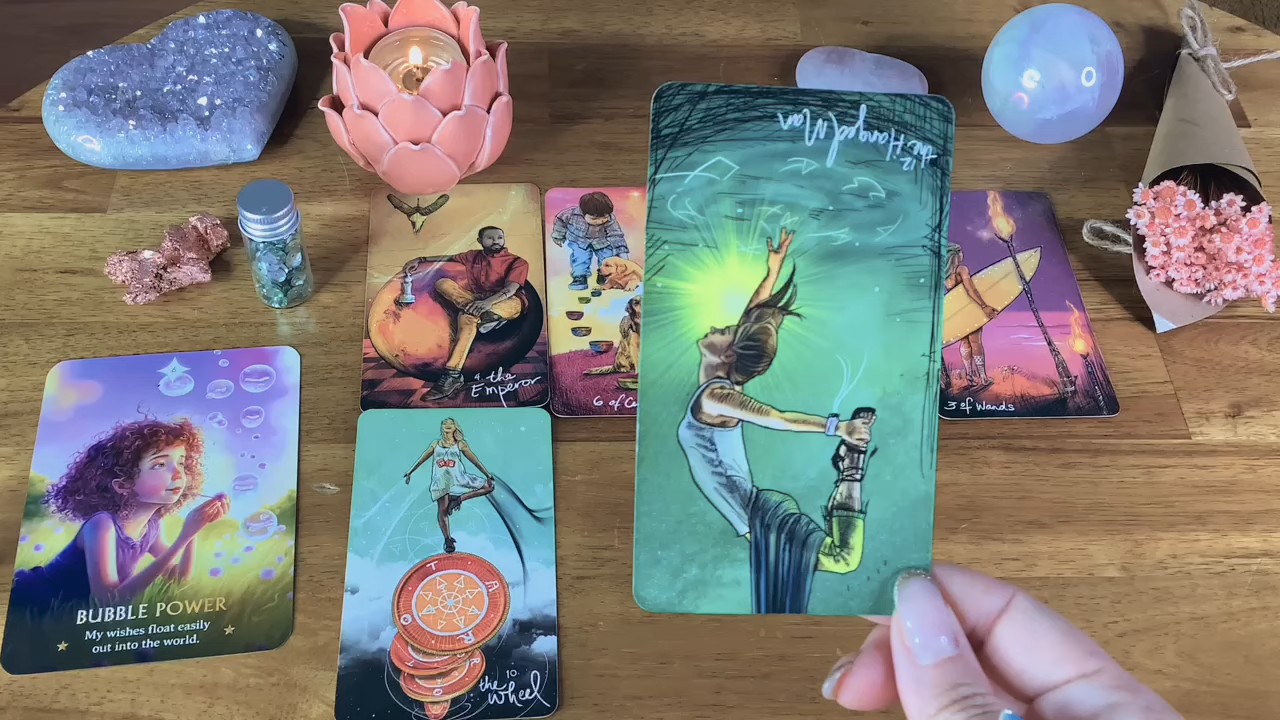 12
the Hanged Man
4. the
Emperor
6 of Cu
3 of Wands
6
BUBBLE POWER
My wishes float easily
out into the world.
T A R O
10.
the Wheel